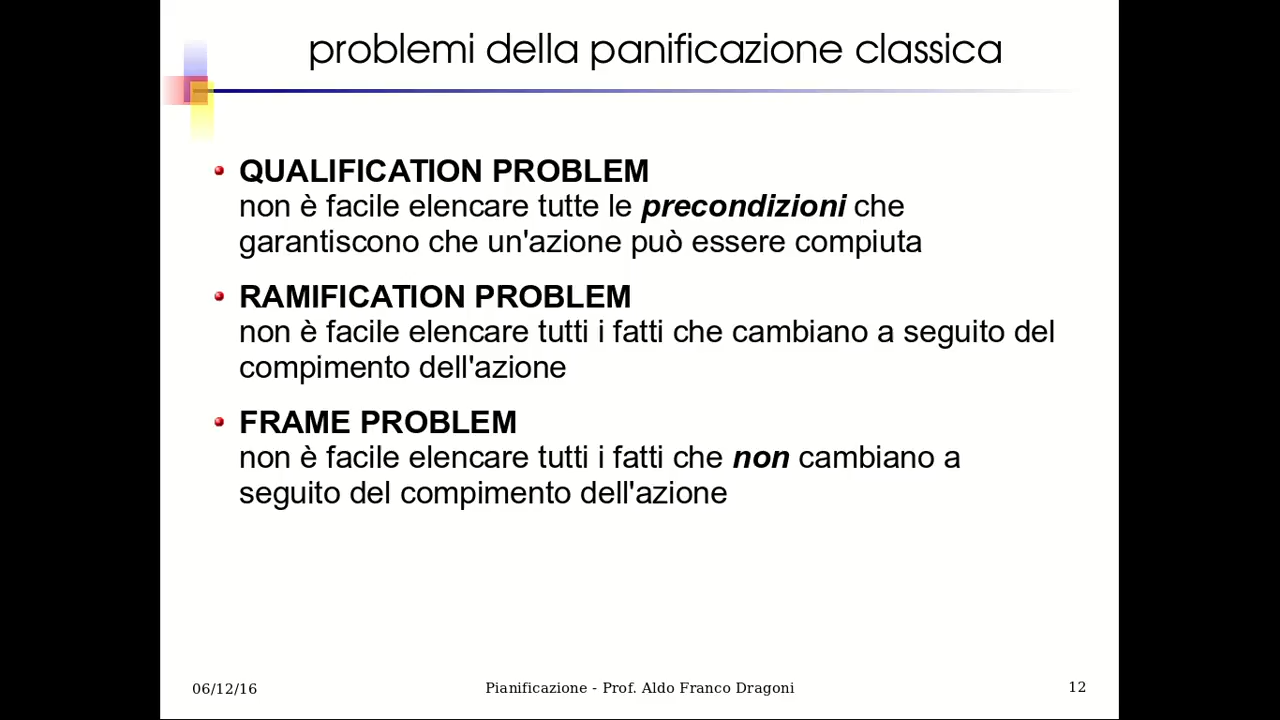 problemi della panificazione classica
QUALIFICATION PROBLEM
non è facile elencare tutte le precondizioni che
garantiscono che un'azione può essere compiuta
RAMIFICATION PROBLEM
non è facile elencare tutti i fatti che cambiano a seguito del
compimento dell'azione
FRAME PROBLEM
non è facile elencare tutti i fatti che non cambiano a
seguito del compimento dell'azione
06/12/16
Pianificazione - Prof. Aldo Franco Dragoni
12